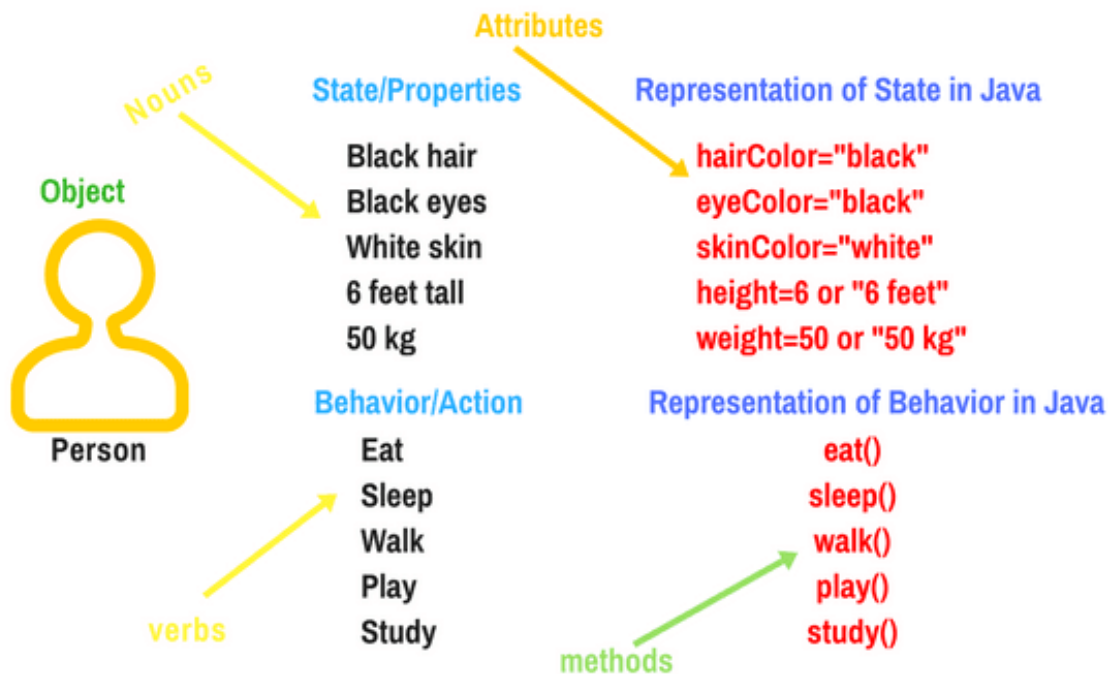 Attributes
Nouns
State/Properties
Representation of State in Java
Black hair
hairColor="black"
Object
Black eyes
eyeColor="black"
White skin
skinColor="white"
6 feet tall
height=6 or "6 feet"
50 kg
weight=50 or "50 kg"
Behavior/Action
Representation of Behavior in Java
Person
Eat
eat()
Sleep
sleep()
Walk
walk()
Play
play()
verbs
Study
study()
methods